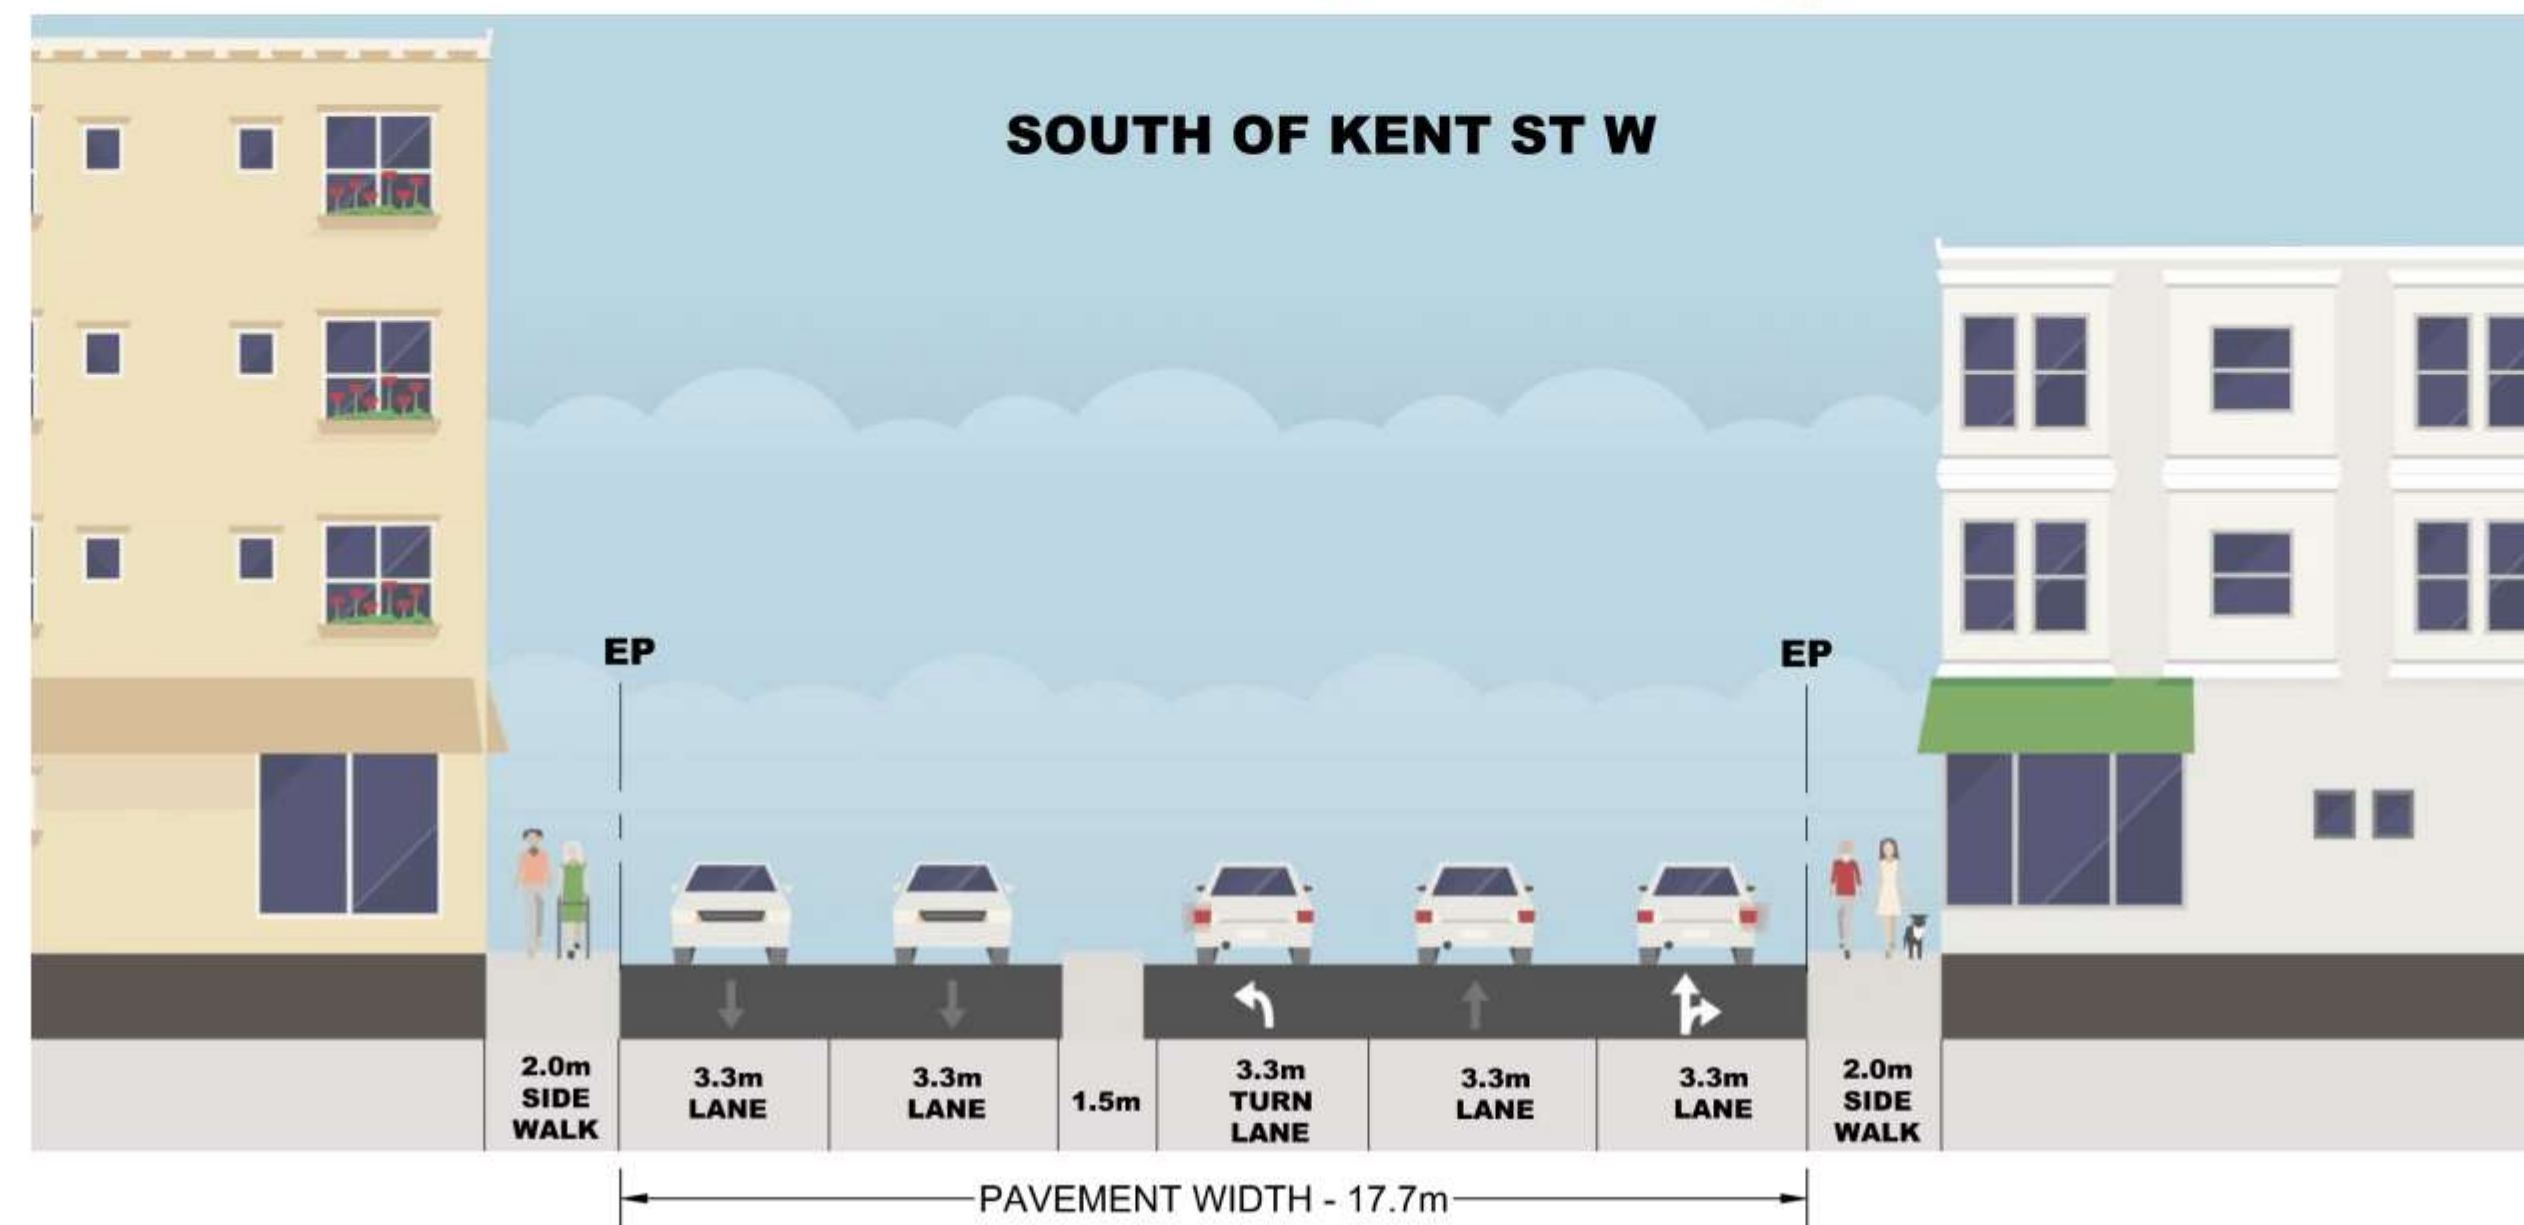 SOUTH OF KENT ST W
EP
EP
2.0m
SIDE
WALK
3.3m
LANE
3.3m
LANE
1.5m
3.3m
TURN
LANE
3.3m
LANE
3.3m
LANE
2.0m
SIDE
WALK
PAVEMENT WIDTH - 17.7m